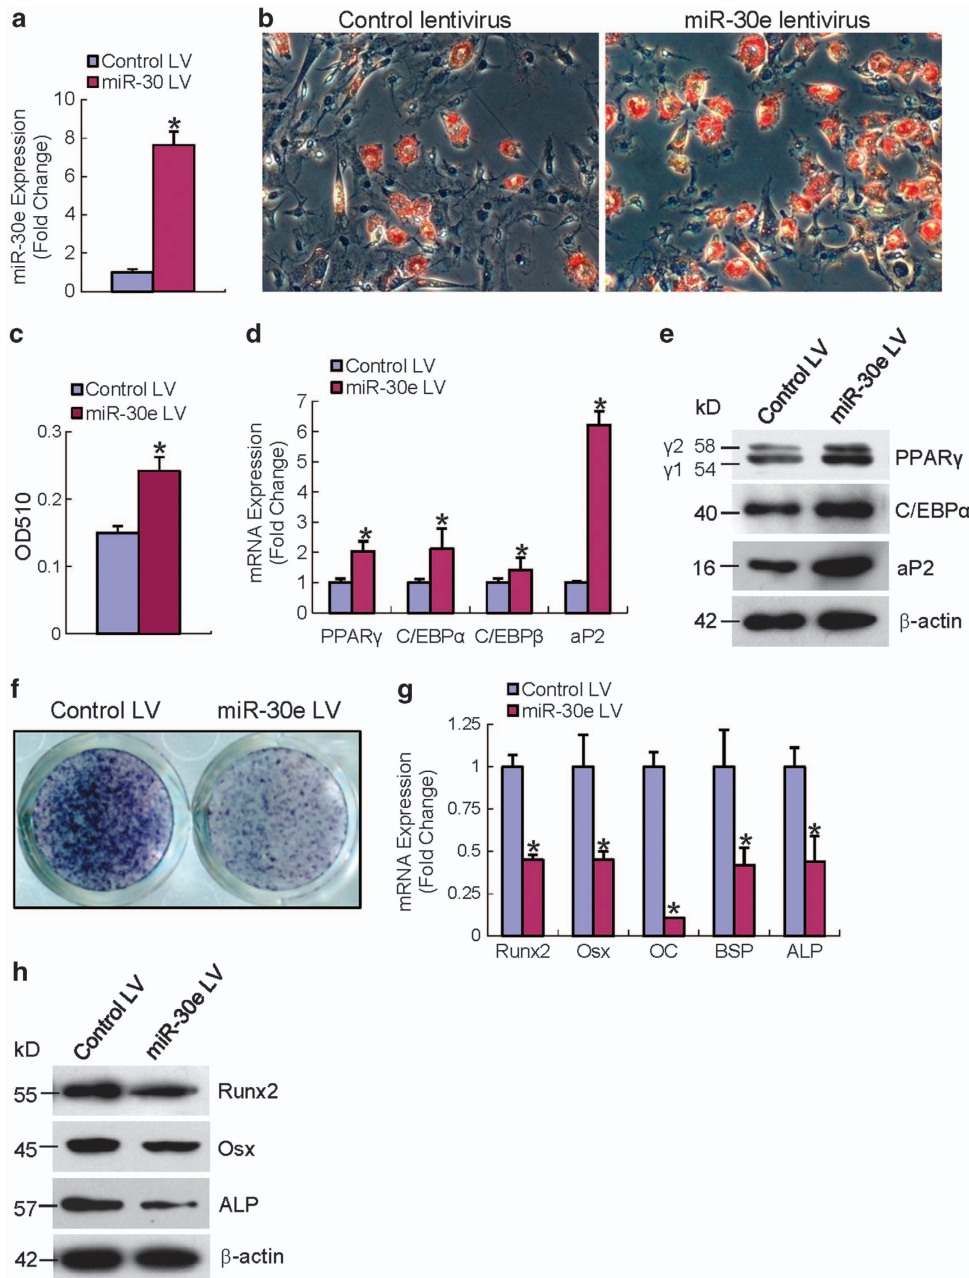 a
Control LV
miR-30 LV
miR-30e Expression
(Fold Change)
10
8
6
4
2
0
*
b
Control lentivirus
miR-30e lentivirus
c
Control LV
miR-30e LV
OD510
0.3
0.2
0.1
0
*
d
Control LV
miR-30e LV
mRNA Expression
(Fold Change)
7
6
5
4
3
2
1
0
* * * *
PPARγ C/EBPα C/EBPβ aP2
e
Control LV
miR-30e LV
kD
γ2 58
γ1 54
PPARγ
40
C/EBPα
16
aP2
42
β-actin
f
Control LV
miR-30e LV
g
Control LV
miR-30e LV
mRNA Expression
(Fold Change)
1.25
1
0.75
0.5
0.25
0
* * * * *
Runx2 Osx OC BSP ALP
h
Control LV
miR-30e LV
kD
55
Runx2
45
Osx
57
ALP
42
β-actin